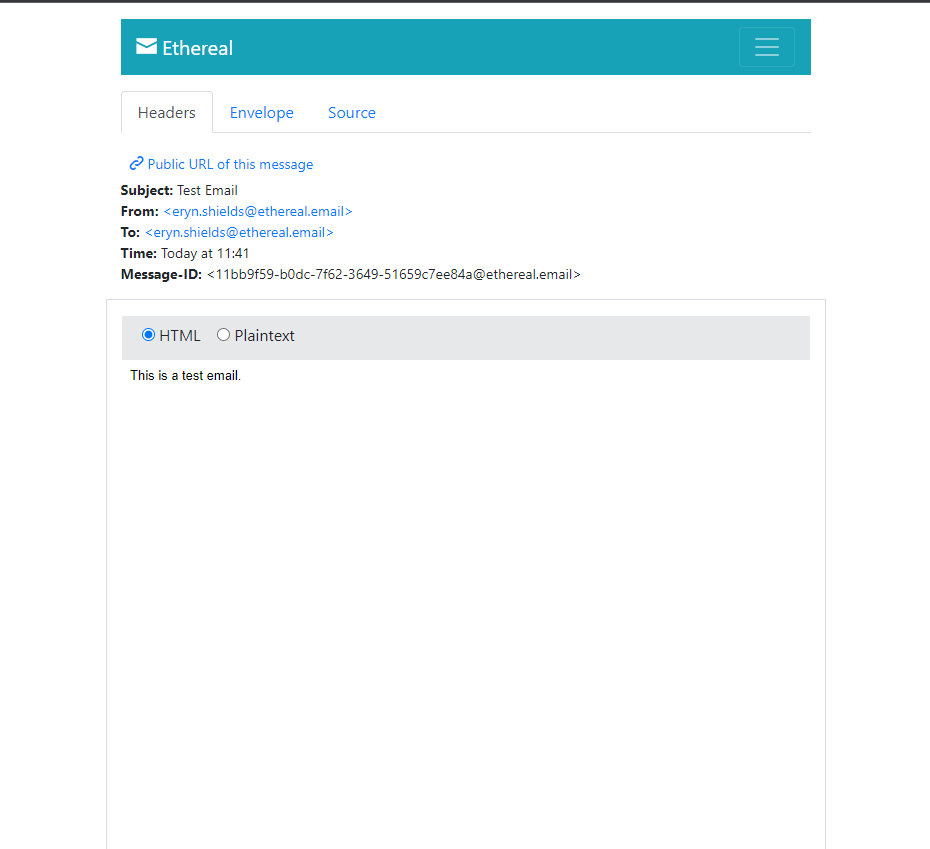 Ethereal
Headers Envelope Source
Public URL of this message
Subject: Test Email
From: <eryn.shields@ethereal.email>
To: <eryn.shields@ethereal.email>
Time: Today at 11:41
Message-ID: <11bb9f59-b0dc-7f62-3649-51659c7ee84a@ethereal.email>
HTML Plaintext
This is a test email.